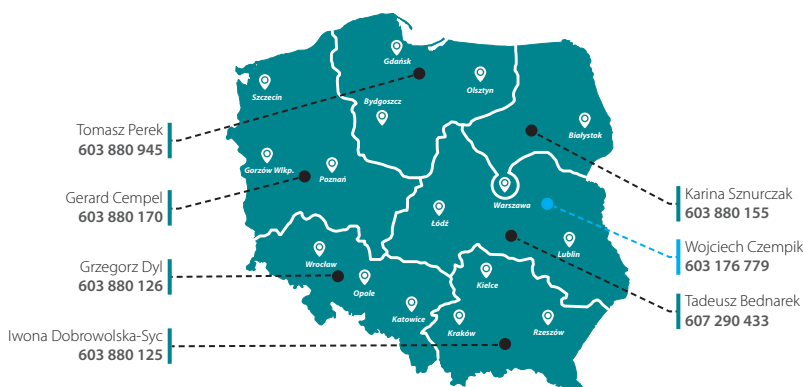 Gdańsk
Szczecin
Olsztyn
Bydgoszcz
Białystok
Gorzów Wlkp.
Poznań
Warszawa
Łódź
Lublin
Wrocław
Opole
Kielce
Katowice
Kraków
Rzeszów
Tomasz Perek
603 880 945
Gerard Cempel
603 880 170
Grzegorz Dyl
603 880 126
Iwona Dobrowolska-Syc
603 880 125
Karina Sznurczak
603 880 155
Wojciech Czempik
603 176 779
Tadeusz Bednarek
607 290 433